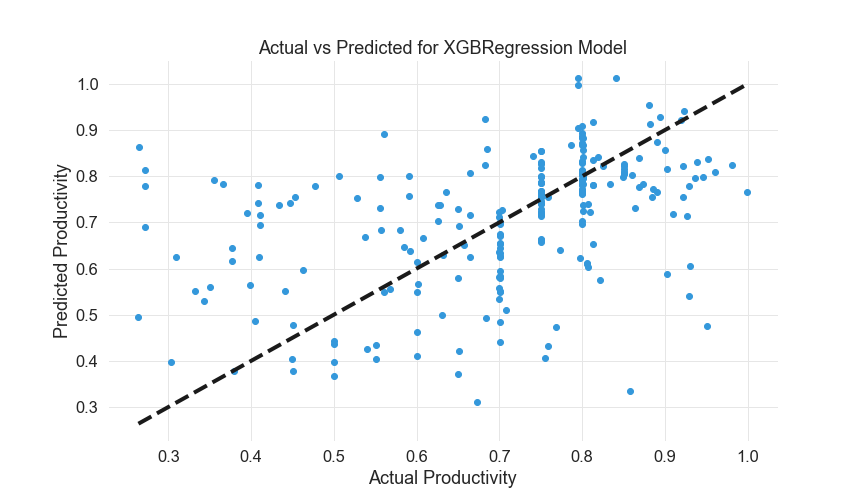 Actual vs Predicted for XGBRegression Model
Predicted Productivity
1.0
0.9
0.8
0.7
0.6
0.5
0.4
0.3
0.3 0.4 0.5 0.6 0.7 0.8 0.9 1.0
Actual Productivity